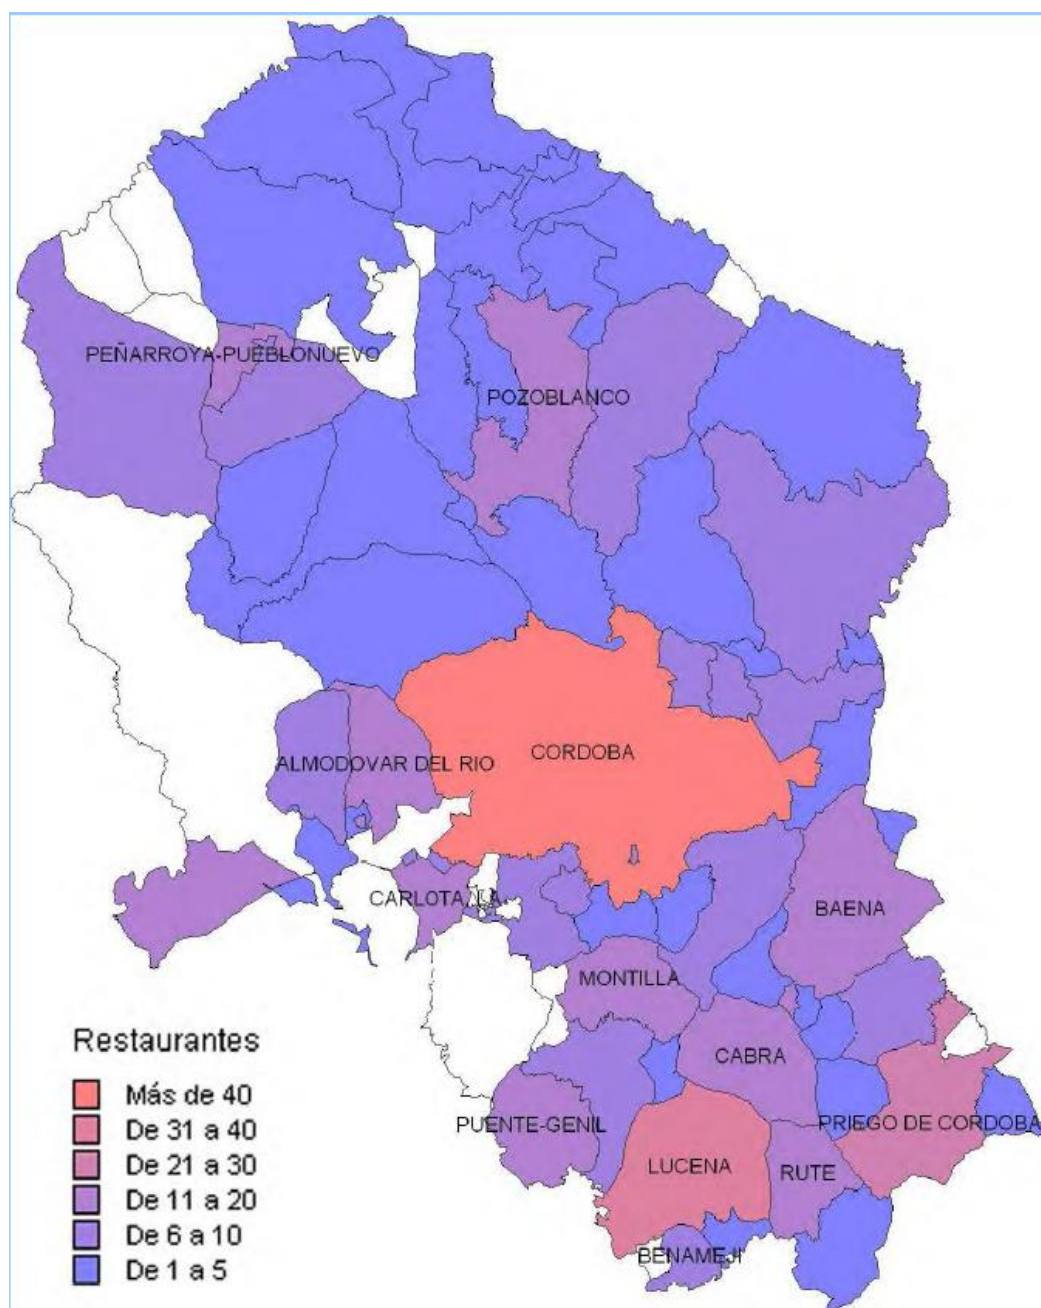 PEÑARROYA-PUEBLONUEVO
POZOBLANCO
CORDOBA
ALMODOVAR DEL RIO
CARLOTA, LA
BAENA
MONTILLA
CABRA
PUENTE-GENIL
PRIEGO DE CORDOBA
LUCENA
RUTE
BENAMEJI
Restaurantes
Más de 40
De 31 a 40
De 21 a 30
De 11 a 20
De 6 a 10
De 1 a 5